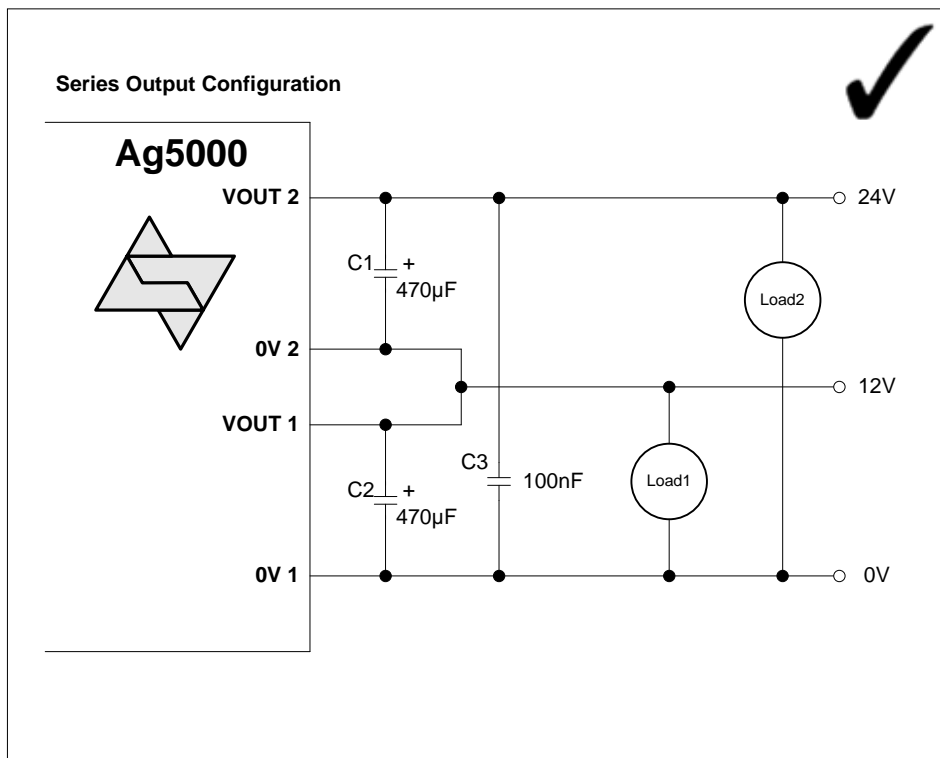 Series Output Configuration
Ag5000
VOUT 2
24V
C1
+
470µF
Load2
0V 2
12V
VOUT 1
C3
100nF
Load1
C2
+
470µF
0V 1
0V